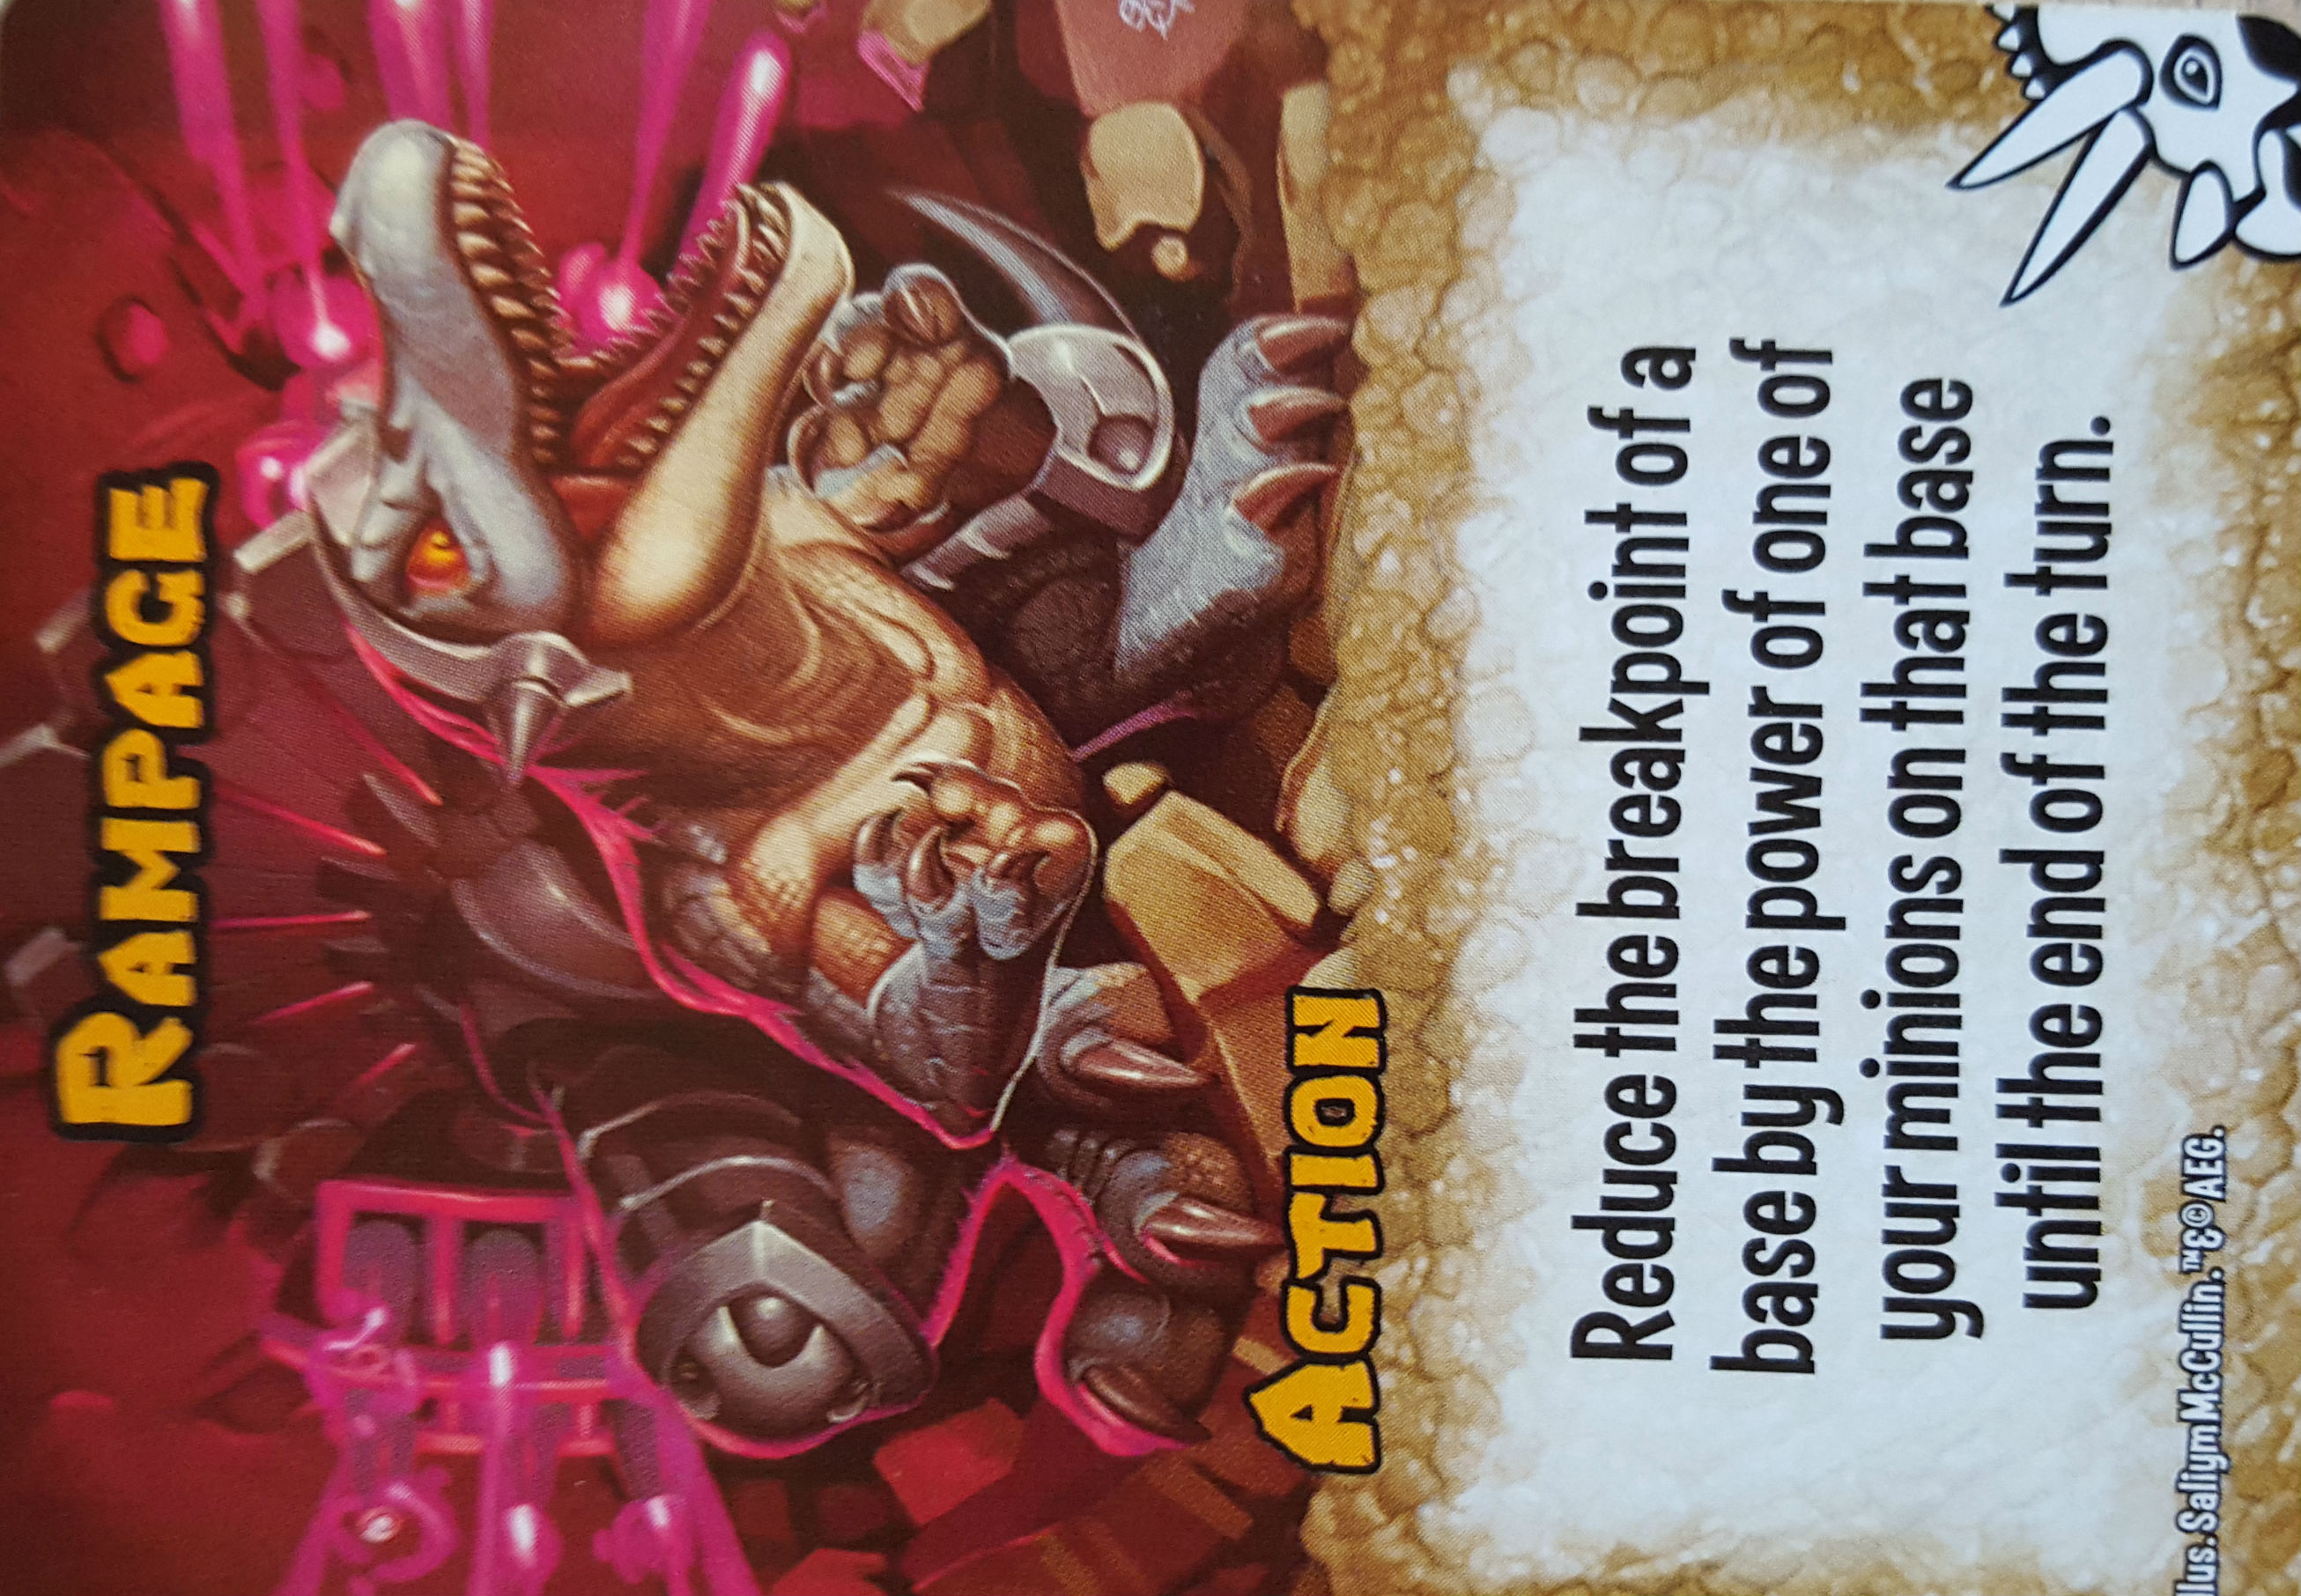 Rampage
Action
Reduce the breakpoint of a
base by the power of one of
your minions on that base
until the end of the turn.
llus. Saliym McCullin.™&© AEG.